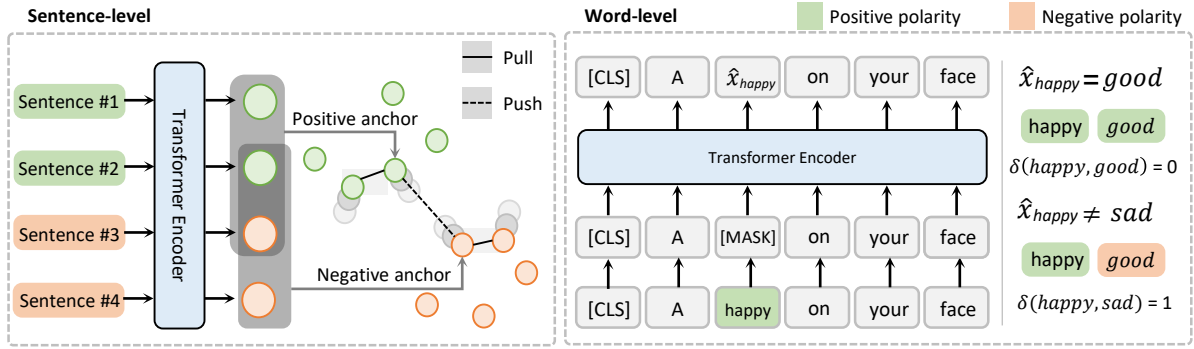 Sentence-level
Word-level
Positive polarity
Negative polarity
Sentence #1
Sentence #2
Sentence #3
Sentence #4
Transformer Encoder
Pull
Push
Positive anchor
Negative anchor
[CLS] A x̂happy on your face
Transformer Encoder
[CLS] A [MASK] on your face
[CLS] A happy on your face
x̂happy = good
happy good
δ(happy, good) = 0
x̂happy ≠ sad
happy good
δ(happy, sad) = 1